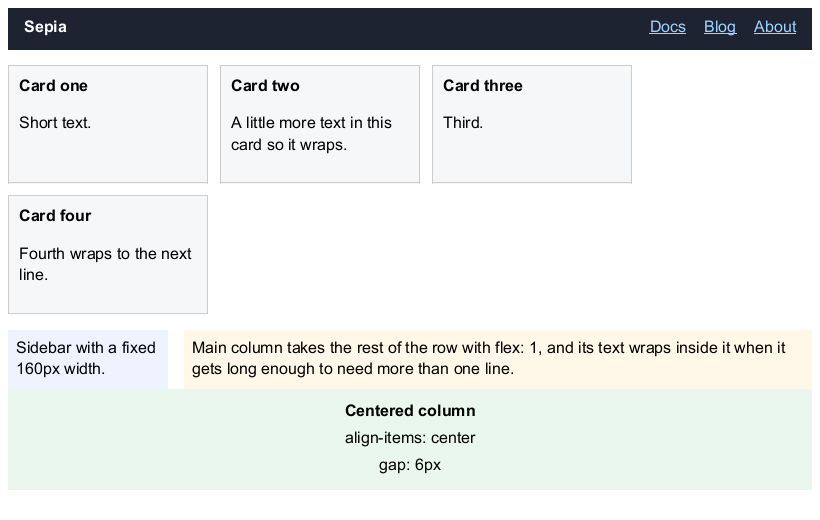 Sepia
Docs Blog About
Card one
Short text.
Card two
A little more text in this
card so it wraps.
Card three
Third.
Card four
Fourth wraps to the next
line.
Sidebar with a fixed
160px width.
Main column takes the rest of the row with flex: 1, and its text wraps inside it when it
gets long enough to need more than one line.
Centered column
align-items: center
gap: 6px